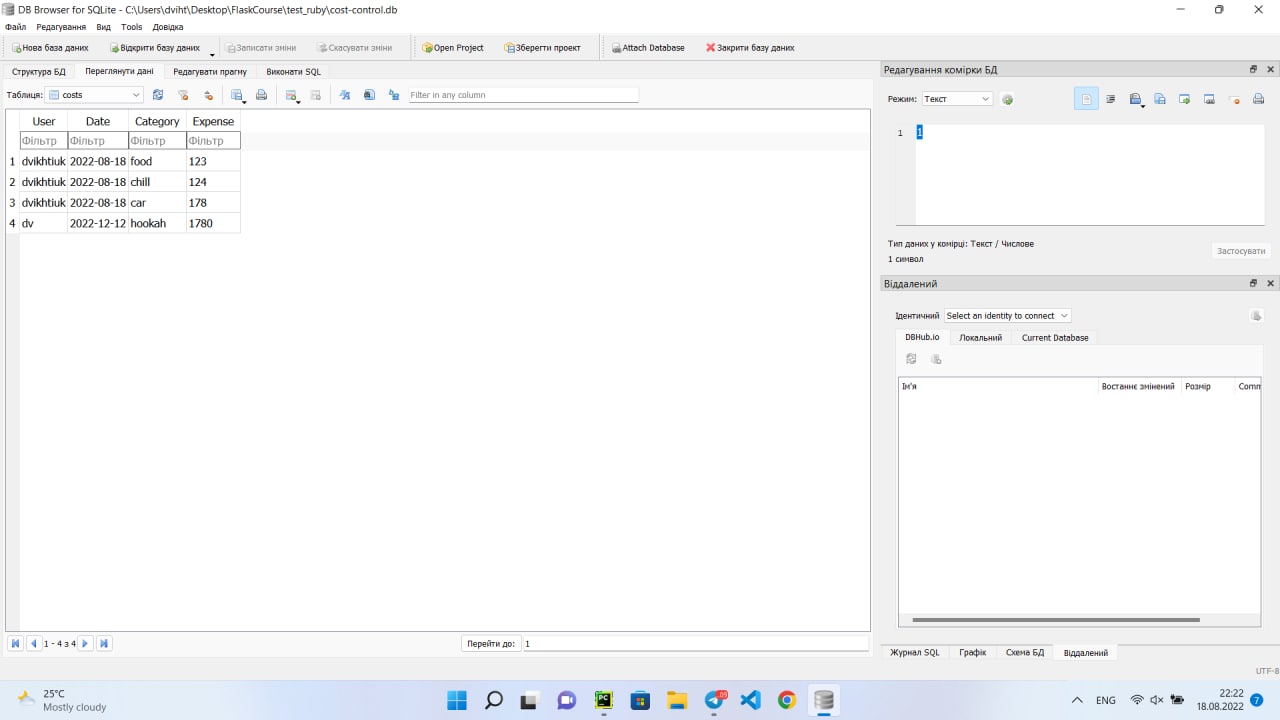 DB Browser for SQLite - C:\Users\dviht\Desktop\FlaskCourse\test_ruby\cost-control.db
Файл Редагування Вид Tools Довідка
Нова база даних Відкрити базу даних Записати зміни Скасувати зміни Open Project Зберегти проект Attach Database Закрити базу даних
Структура БД Переглянути дані Редагувати прагму Виконати SQL
Таблиця: costs Filter in any column
User Date Category Expense
Фільтр Фільтр Фільтр Фільтр
1 dvikhtiuk 2022-08-18 food 123
2 dvikhtiuk 2022-08-18 chill 124
3 dvikhtiuk 2022-08-18 car 178
4 dv 2022-12-12 hookah 1780
1 - 4 з 4 Перейти до: 1
Редагування комірки БД
Режим: Текст
1 1
Тип даних у комірці: Текст / Числове
1 символ
Застосувати
Віддалений
Ідентичний Select an identity to connect
DBHub.io Локальний Current Database
Ім'я Востаннє змінений Розмір Comm
Журнал SQL Графік Схема БД Віддалений
UTF-8
25°C
Mostly cloudy
PC
.09
ENG
22:22
18.08.2022
7